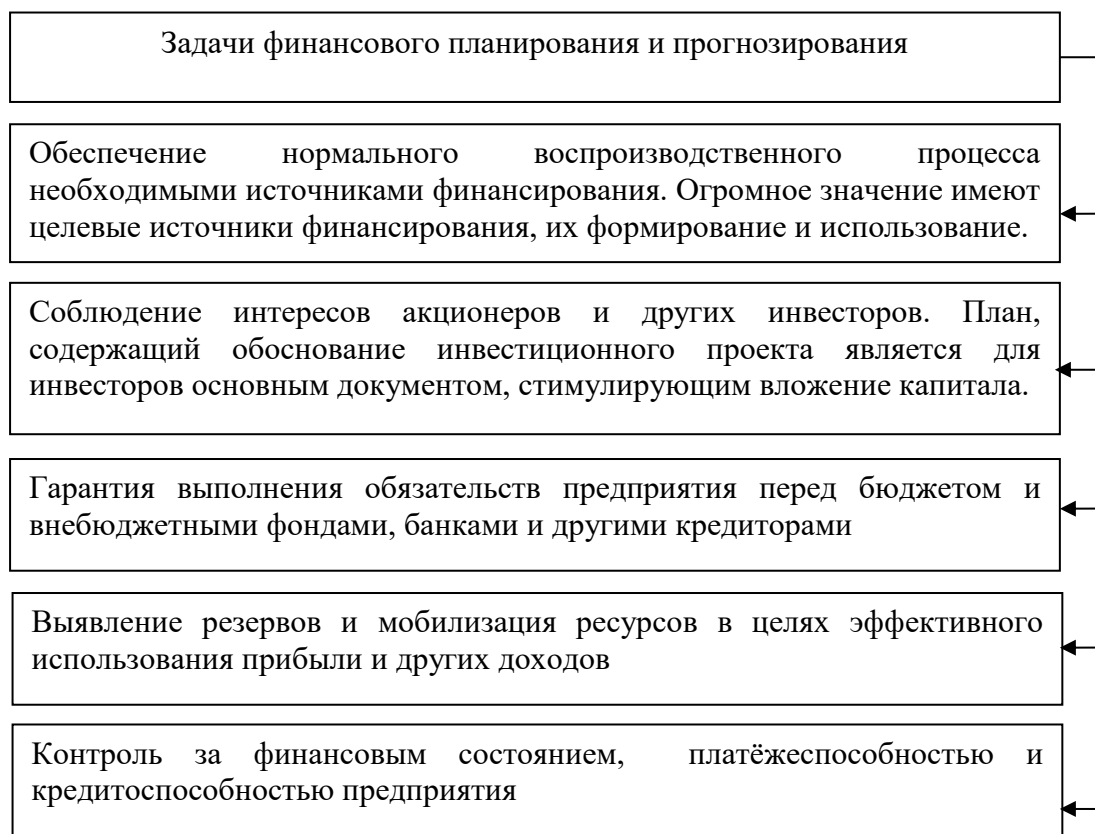 Задачи финансового планирования и прогнозирования
Обеспечение нормального воспроизводственного процесса
необходимыми источниками финансирования. Огромное значение имеют
целевые источники финансирования, их формирование и использование.
Соблюдение интересов акционеров и других инвесторов. План,
содержащий обоснование инвестиционного проекта является для
инвесторов основным документом, стимулирующим вложение капитала.
Гарантия выполнения обязательств предприятия перед бюджетом и
внебюджетными фондами, банками и другими кредиторами
Выявление резервов и мобилизация ресурсов в целях эффективного
использования прибыли и других доходов
Контроль за финансовым состоянием, платёжеспособностью и
кредитоспособностью предприятия